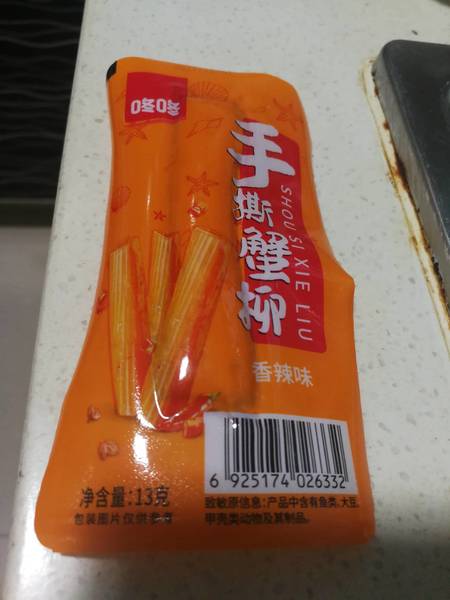 哆哆
手撕蟹柳
SHOU SI XIE LIU
香辣味
6 925174 026332
净含量:13克
包装图片仅供参考
致敏原信息:产品中含有鱼类、大豆、
甲壳类动物及其制品。